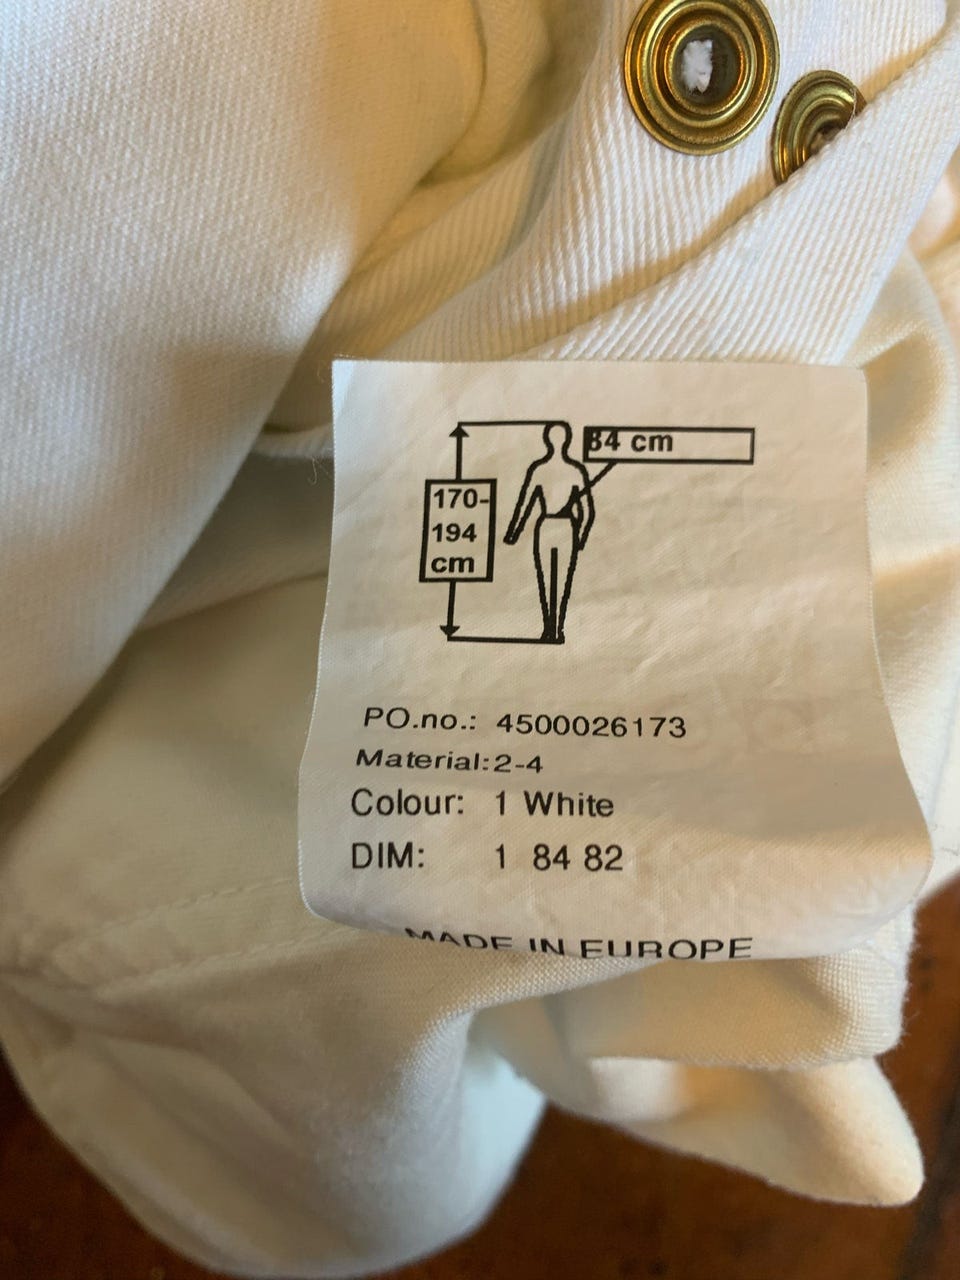 84 cm
170-
194
cm
PO.no.: 4500026173
Material:2-4
Colour: 1 White
DIM: 1 84 82
MADE IN EUROPE